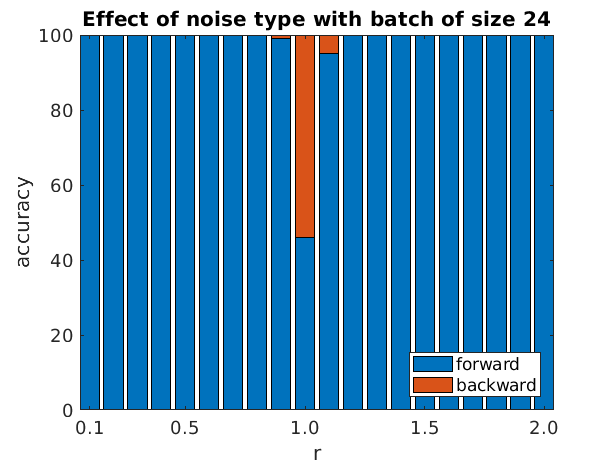 Effect of noise type with batch of size 24
100
80
60
40
20
0
accuracy
forward
backward
0.1 0.5 1.0 1.5 2.0
r